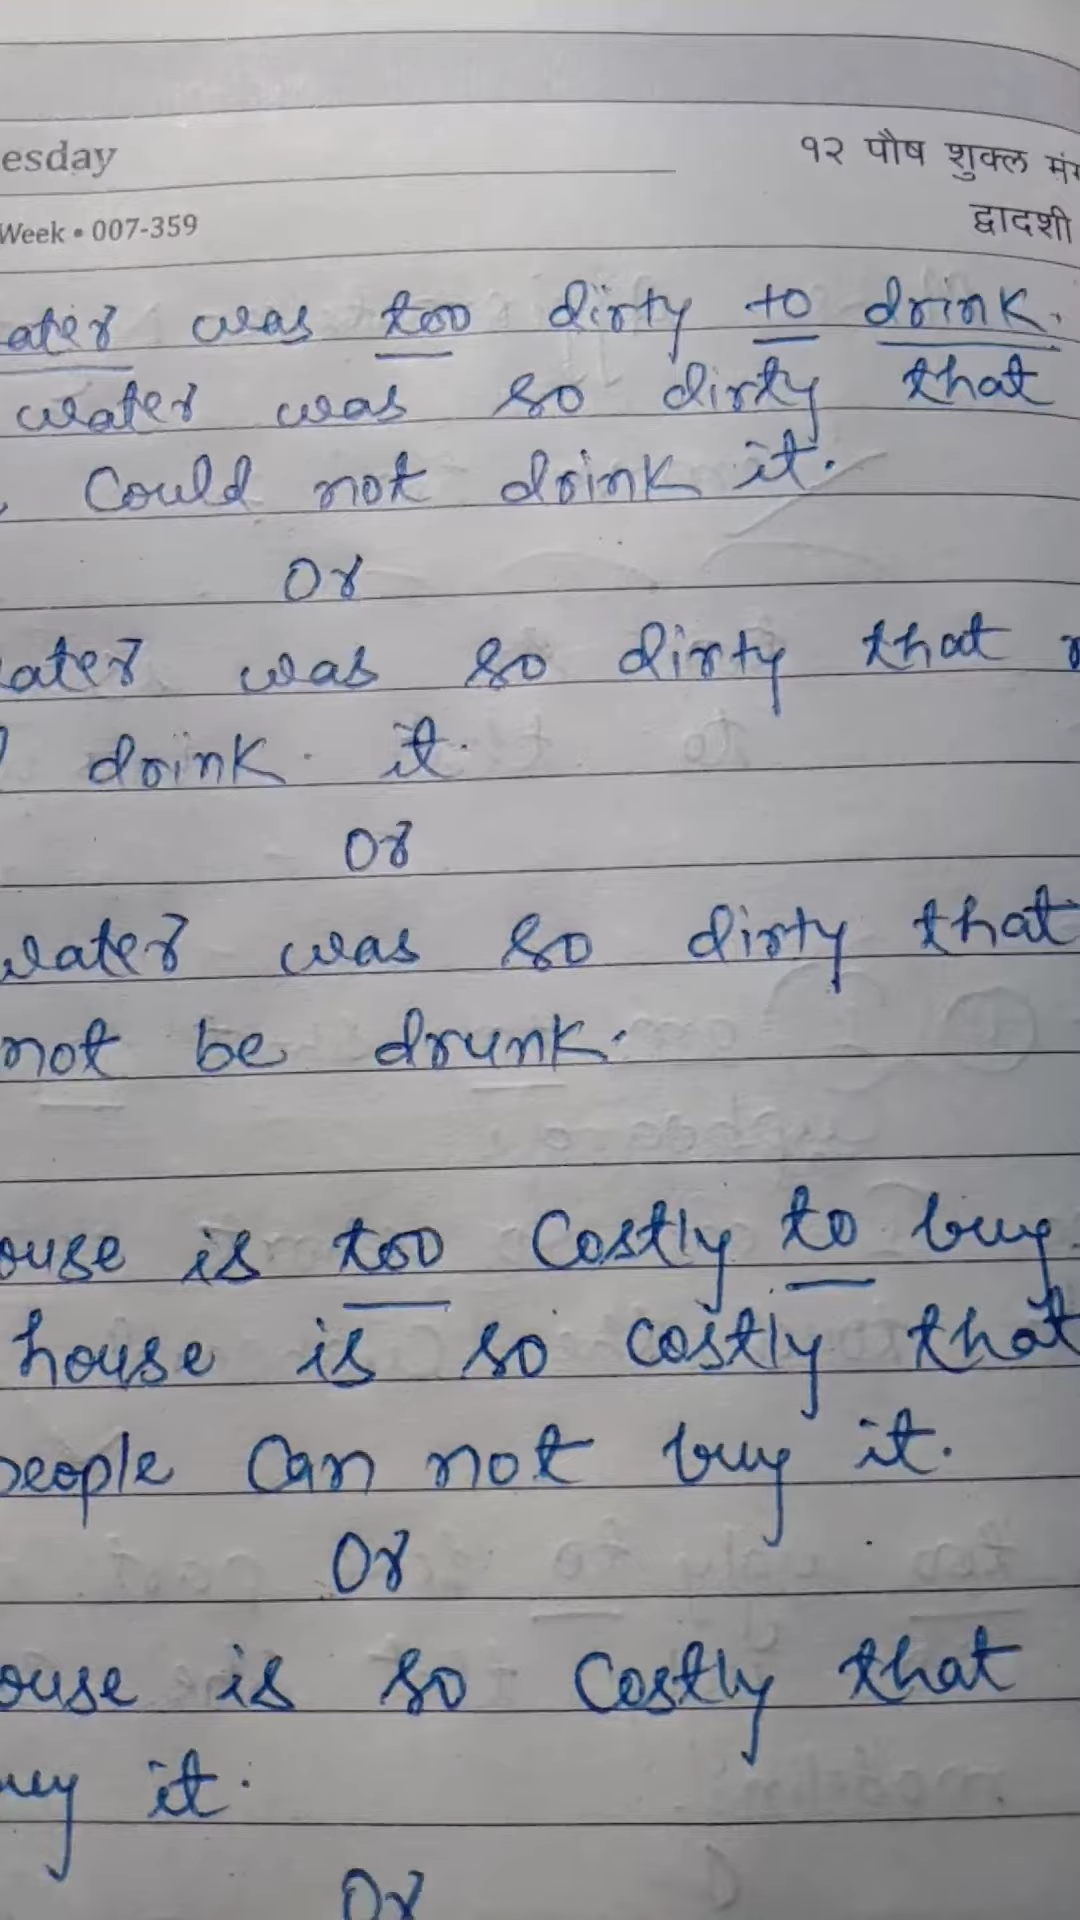 esday
१२ पौष शुक्ल
Week • 007-359
द्वादशी
ater was too dirty to drink.
water was so dirty that
Could not drink it.
Or
ater was so dirty that
drink it.
Or
water was so dirty that
not be drunk.
ouse is too Costly to buy.
house is so costly that
people Can not buy it.
Or
ouse is so Costly that
uy it.
Or